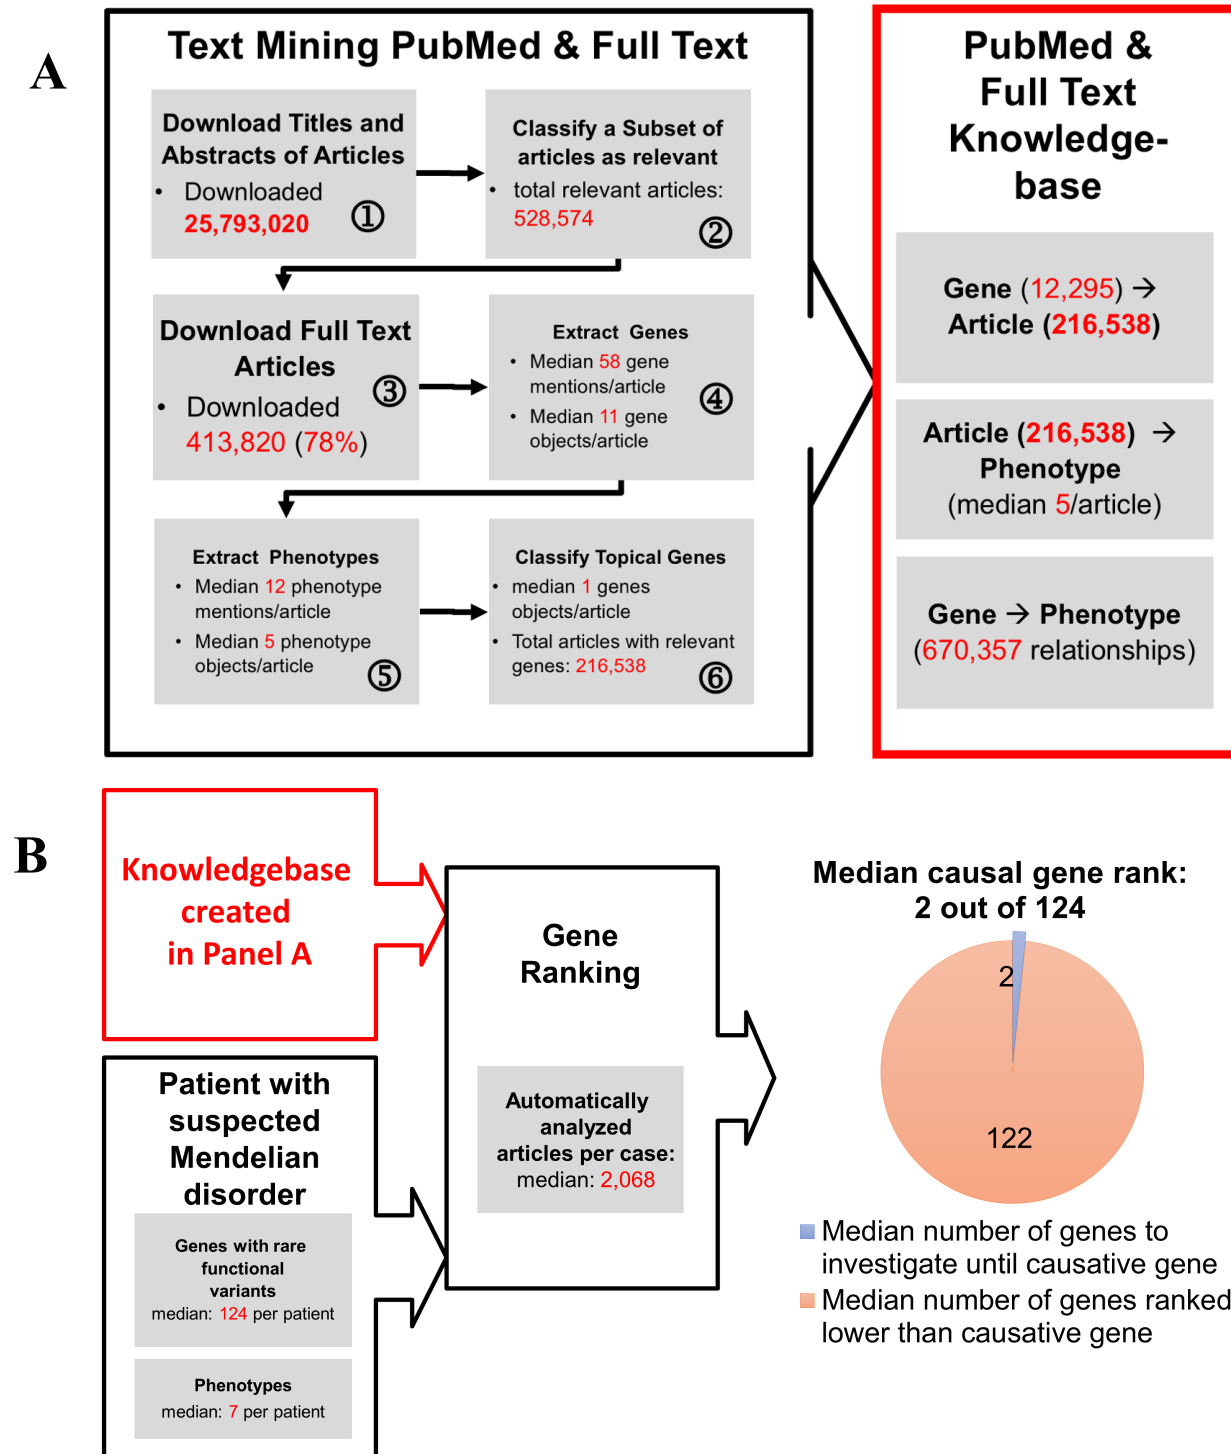 A
Text Mining PubMed & Full Text
Download Titles and
Abstracts of Articles
• Downloaded
25,793,020
①
Classify a Subset of
articles as relevant
• total relevant articles:
528,574
②
Download Full Text
Articles
• Downloaded
413,820 (78%)
③
Extract Genes
• Median 58 gene
mentions/article
• Median 11 gene
objects/article
④
Extract Phenotypes
• Median 12 phenotype
mentions/article
• Median 5 phenotype
objects/article
⑤
Classify Topical Genes
• median 1 genes
objects/article
• Total articles with relevant
genes: 216,538
⑥
PubMed &
Full Text
Knowledge-
base
Gene (12,295) →
Article (216,538)
Article (216,538) →
Phenotype
(median 5/article)
Gene → Phenotype
(670,357 relationships)
B
Knowledgebase
created
in Panel A
Patient with
suspected
Mendelian
disorder
Genes with rare
functional
variants
median: 124 per patient
Phenotypes
median: 7 per patient
Gene
Ranking
Automatically
analyzed
articles per case:
median: 2,068
Median causal gene rank:
2 out of 124
2
122
Median number of genes to
investigate until causative gene
Median number of genes ranked
lower than causative gene